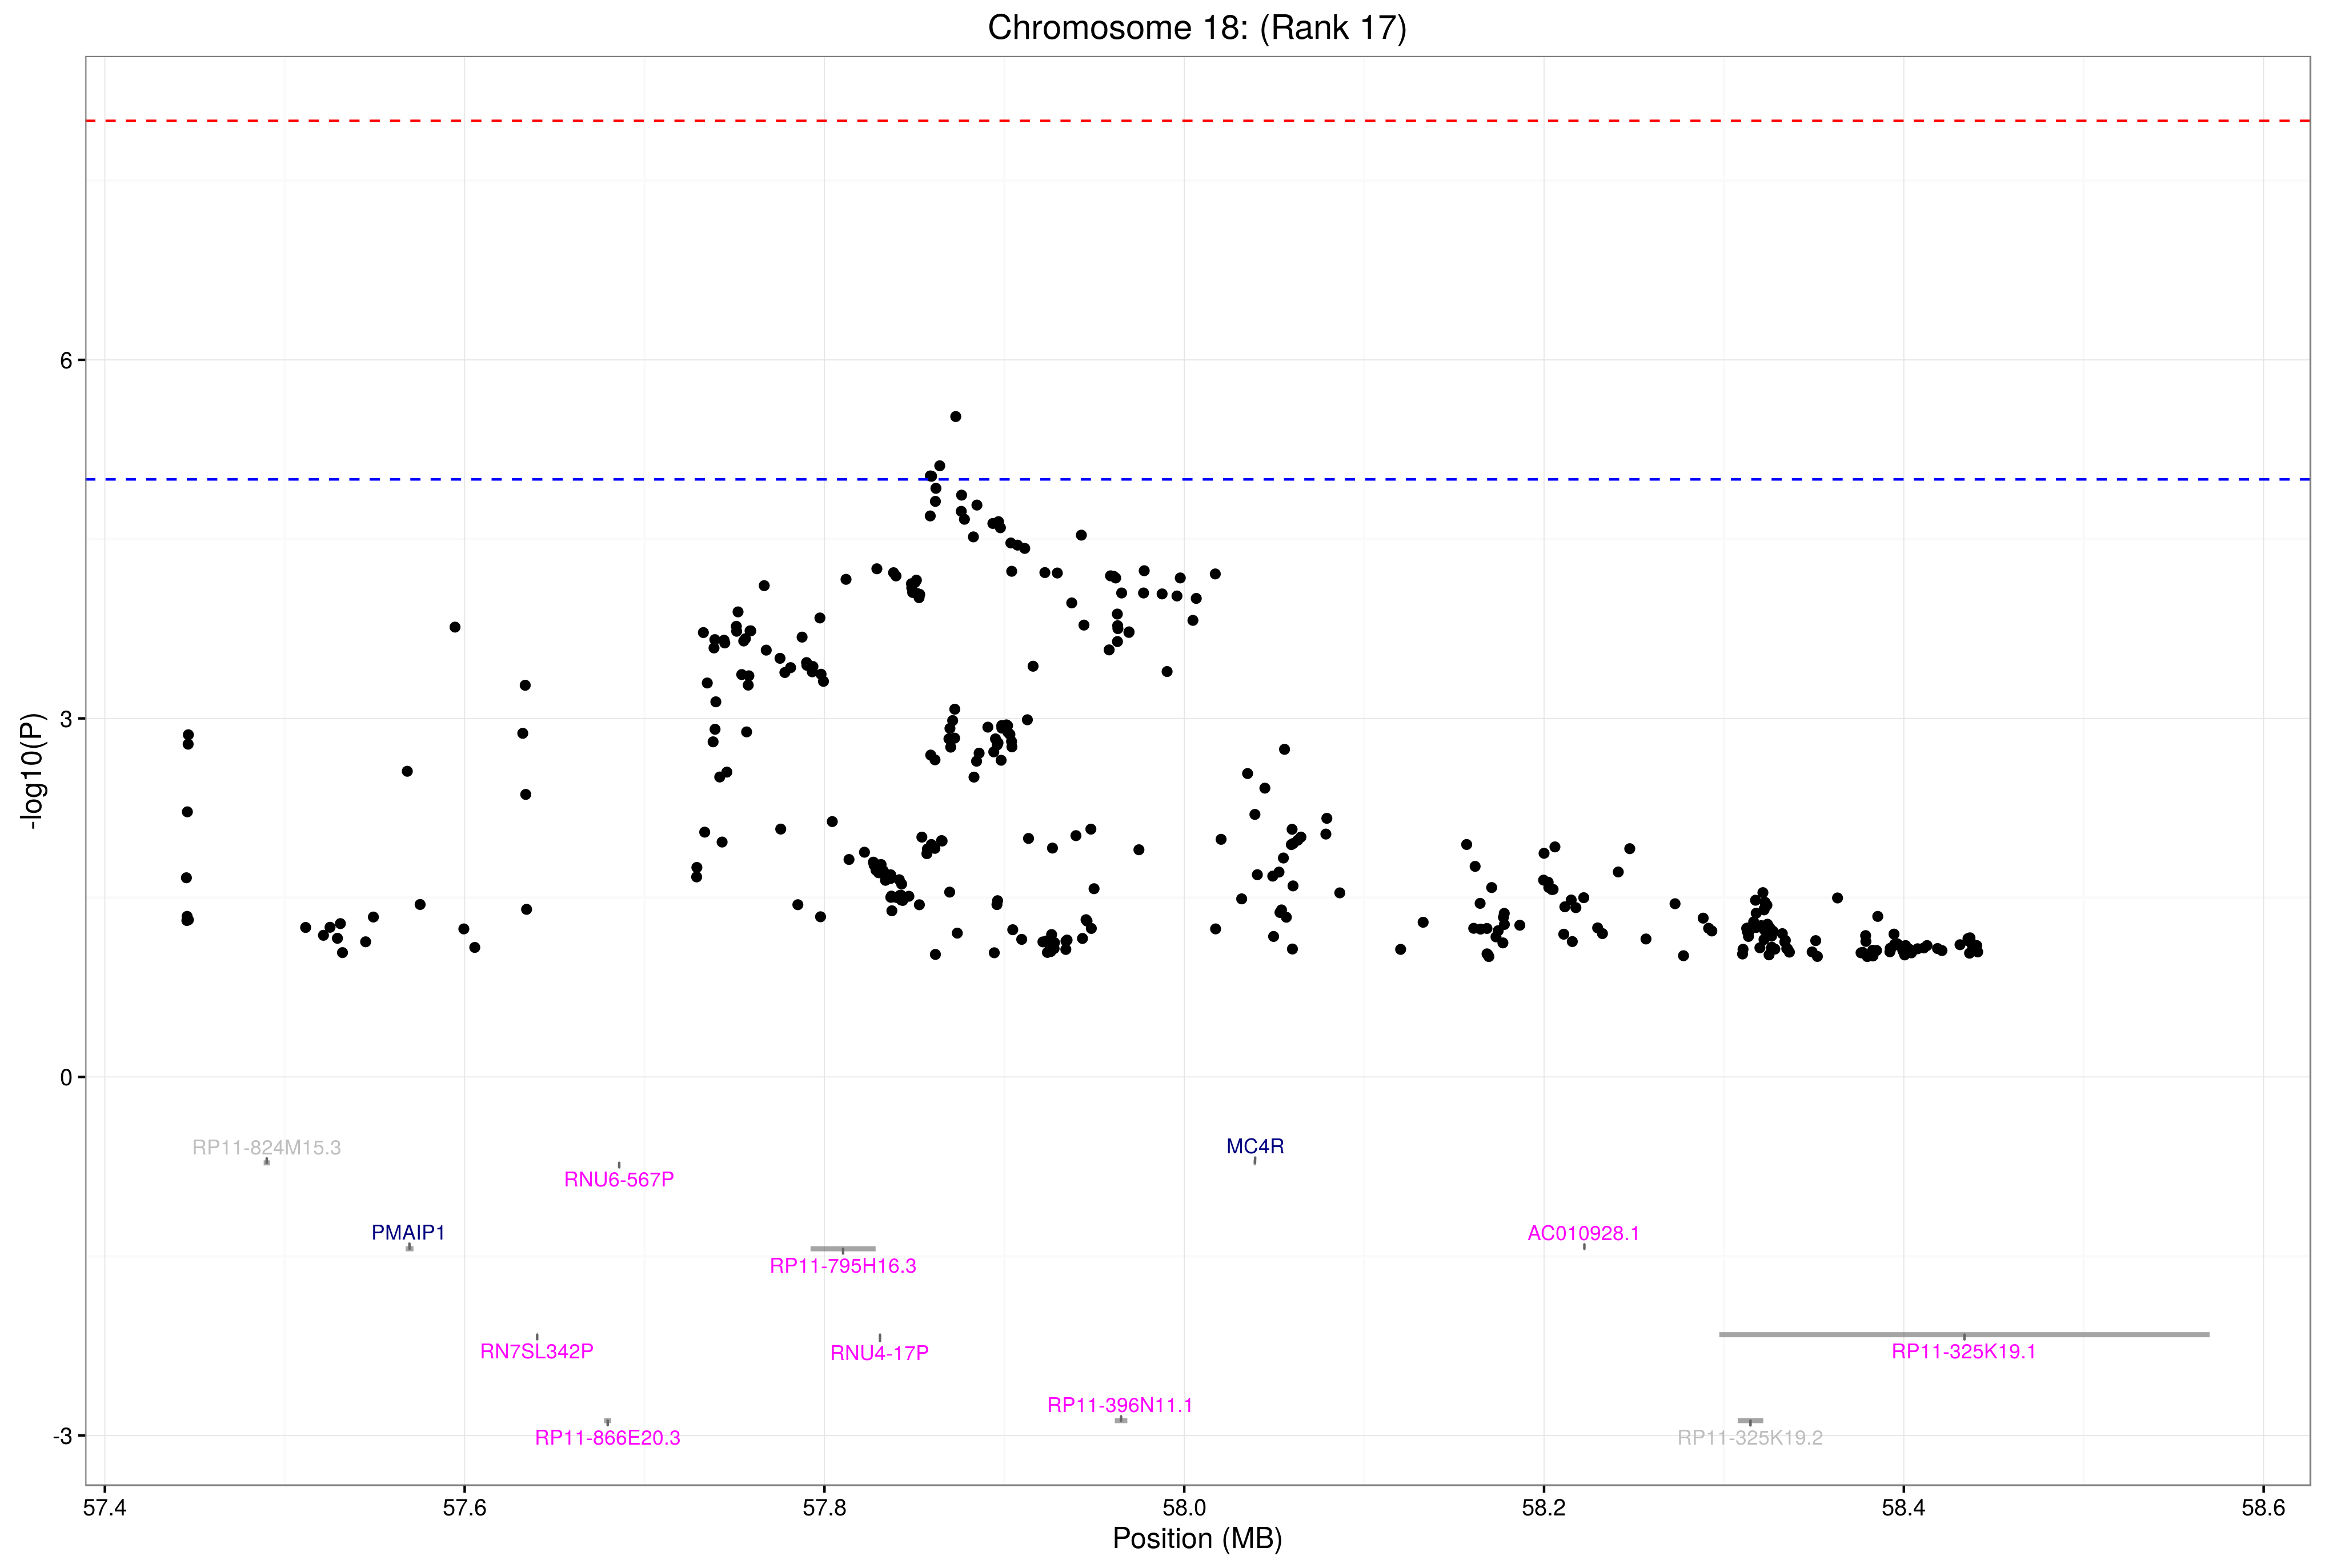 Chromosome 18: (Rank 17)
6
3
0
-3
-log10(P)
RP11-824M15.3
MC4R
RNU6-567P
PMAIP1
AC010928.1
RP11-795H16.3
RN7SL342P
RNU4-17P
RP11-325K19.1
RP11-396N11.1
RP11-866E20.3
RP11-325K19.2
57.4 57.6 57.8 58.0 58.2 58.4 58.6
Position (MB)